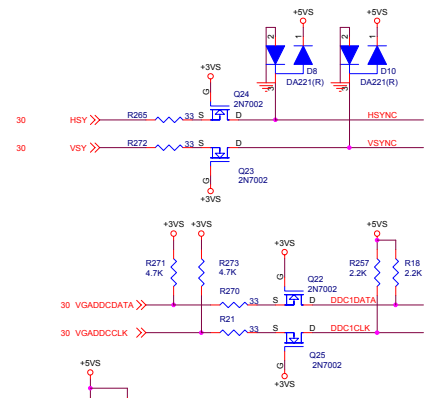 +5VS +5VS
2 1 2 1
+3VS
D8 D10
DA221(R) DA221(R)
3 3
G
Q24
2N7002
30 HSY R265 33 S D HSYNC
30 VSY R272 33 S D VSYNC
G
Q23
2N7002
+3VS
+3VS +3VS +5VS
+3VS
R271 R273 R257 R18
4.7K 4.7K 2.2K 2.2K
G
Q22
2N7002
R270
30 VGADDCDATA 33 S D DDC1DATA
R21
30 VGADDCCLK 33 S D DDC1CLK
G
Q25
2N7002
+3VS
+5VS